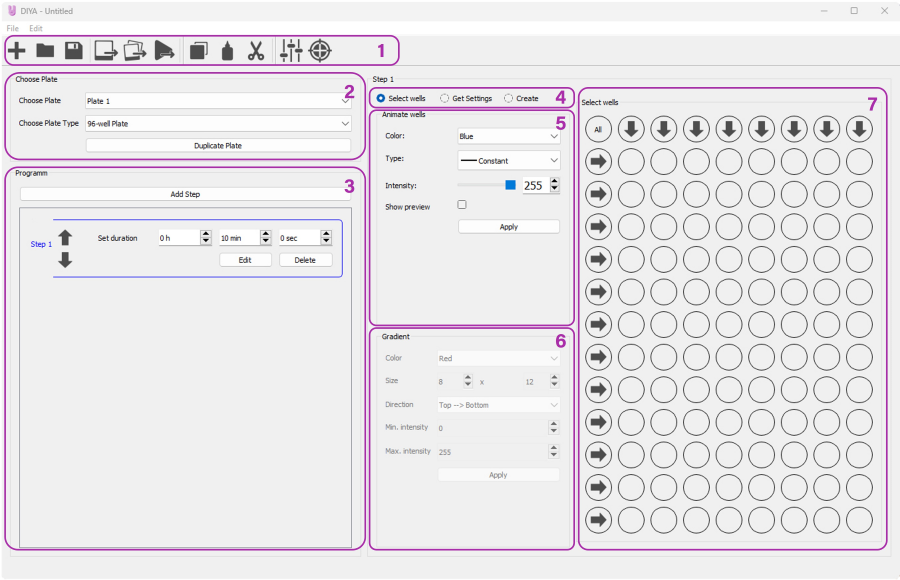 DIYA - Untitled
File Edit
1
Choose Plate
2
Choose Plate Plate 1
Choose Plate Type 96-well Plate
Duplicate Plate
Programm
3
Add Step
Step 1
Set duration 0 h 10 min 0 sec
Edit Delete
Step 1
Select wells Get Settings Create
4
Animate wells
5
Color: Blue
Type: Constant
Intensity: 255
Show preview
Apply
Gradient
6
Color Red
Size 8 x 12
Direction Top --> Bottom
Min. intensity 0
Max. intensity 255
Apply
Select wells
7
All